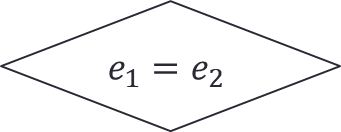 e₁ = e₂